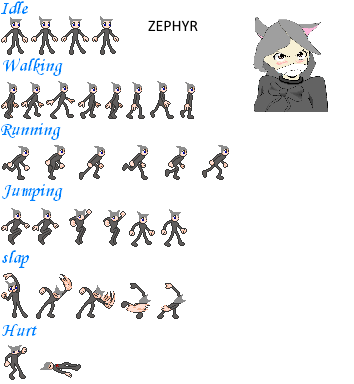 Idle
ZEPHYR
Walking
Running
Jumping
slap
Hurt